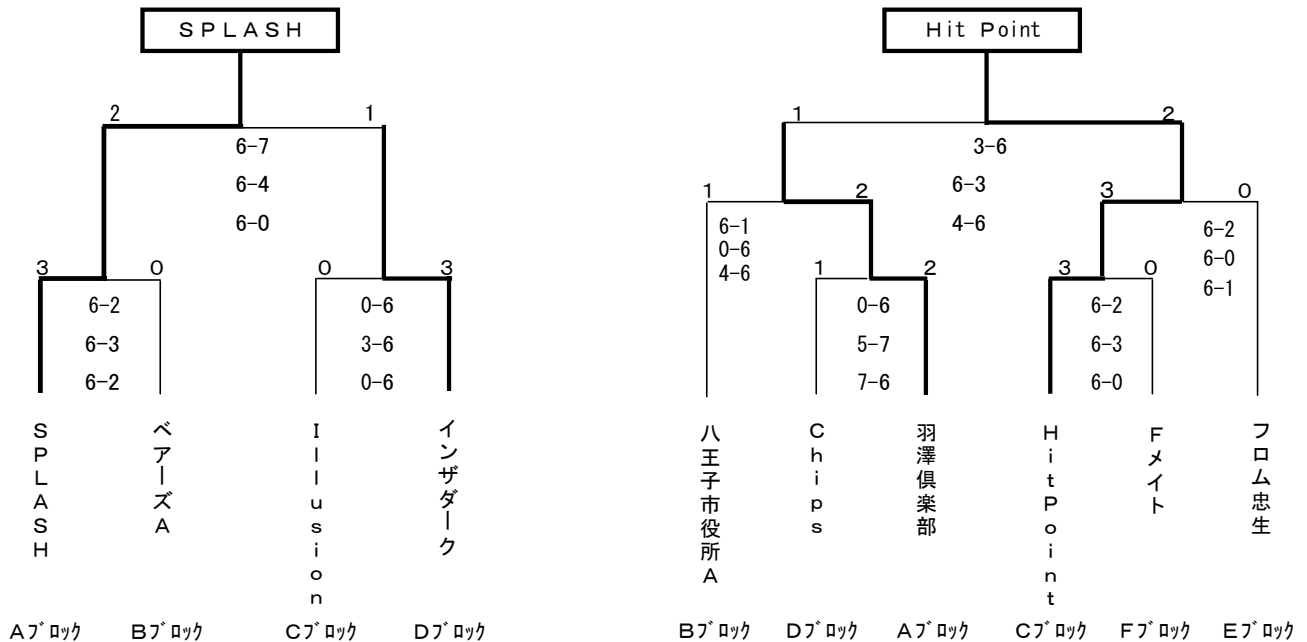 ＳＰＬＡＳＨ
Hit Point
2
1
6-7
6-4
6-0
3
0
0
3
6-2
6-3
6-2
0-6
3-6
0-6
1
2
3-6
6-3
4-6
1
2
3
0
6-1
0-6
4-6
6-2
6-0
6-1
1
2
3
0
0-6
5-7
7-6
6-2
6-3
6-0
ＳＰＬＡＳＨ
ベアーズＡ
Ｉｌｌｕｓｉｏｎ
インザダーク
八王子市役所Ａ
Ｃｈｉｐｓ
羽澤倶楽部
ＨｉｔＰｏｉｎｔ
Ｆメイト
フロム忠生
Ａﾌﾞﾛｯｸ
Ｂﾌﾞﾛｯｸ
Ｃﾌﾞﾛｯｸ
Ｄﾌﾞﾛｯｸ
Ｂﾌﾞﾛｯｸ
Ｄﾌﾞﾛｯｸ
Ａﾌﾞﾛｯｸ
Ｃﾌﾞﾛｯｸ
Ｆﾌﾞﾛｯｸ
Ｅﾌﾞﾛｯｸ